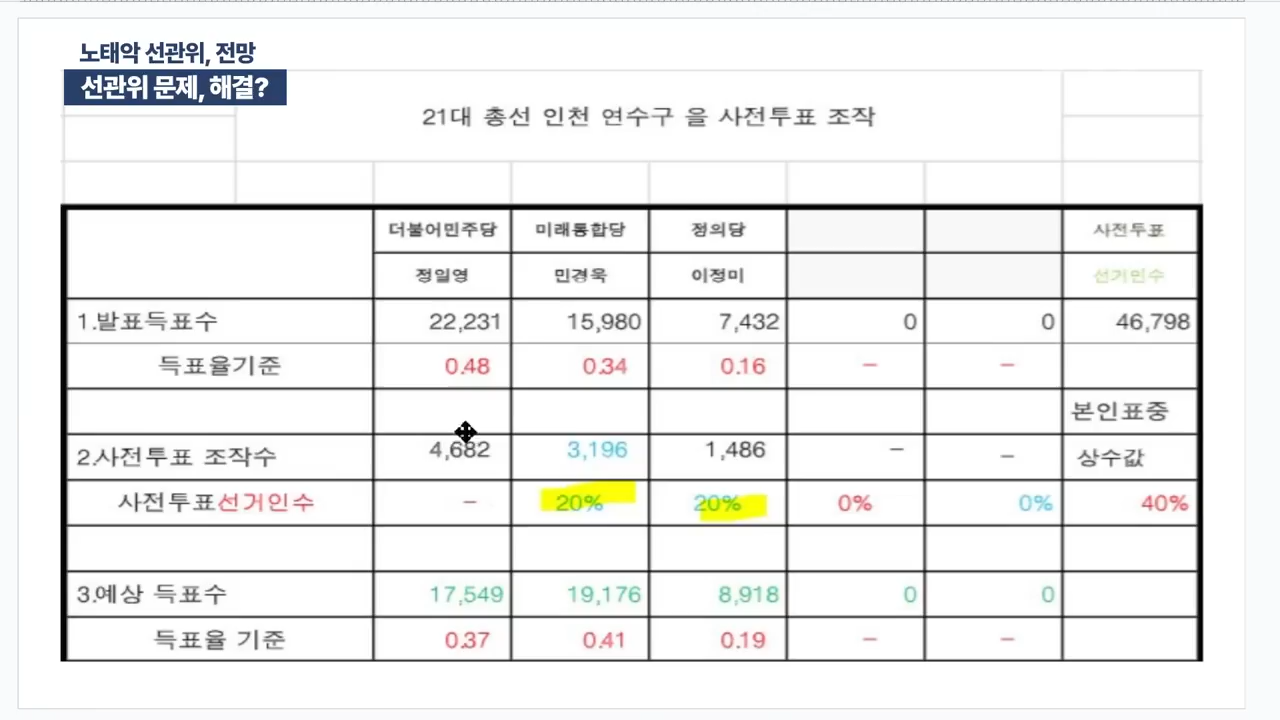 노태악 선관위, 전망
선관위 문제, 해결?
21대 총선 인천 연수구 을 사전투표 조작
더불어민주당 미래통합당 정의당 사전투표
정일영 민경욱 이정미 선거인수
1.발표득표수 22,231 15,980 7,432 0 0 46,798
득표율기준 0.48 0.34 0.16 – –
본인표중
2.사전투표 조작수 4,682 3,196 1,486 – – 상수값
사전투표선거인수 – 20% 20% 0% 0% 40%
3.예상 득표수 17,549 19,176 8,918 0 0
득표율 기준 0.37 0.41 0.19 – –